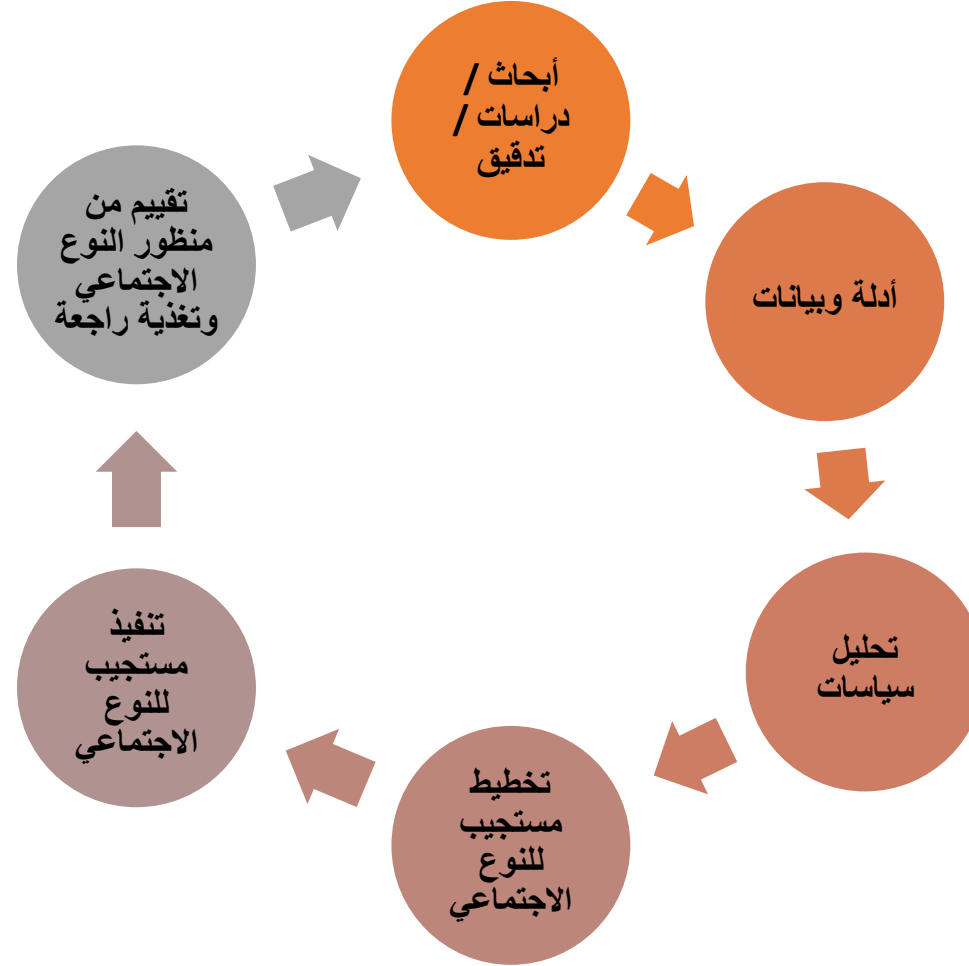 أبحاث /
دراسات /
تدقيق
أدلة وبيانات
تحليل
سياسات
تخطيط
مستجيب
للنوع
الاجتماعي
تنفيذ
مستجيب
للنوع
الاجتماعي
تقييم من
منظور النوع
الاجتماعي
وتغذية راجعة